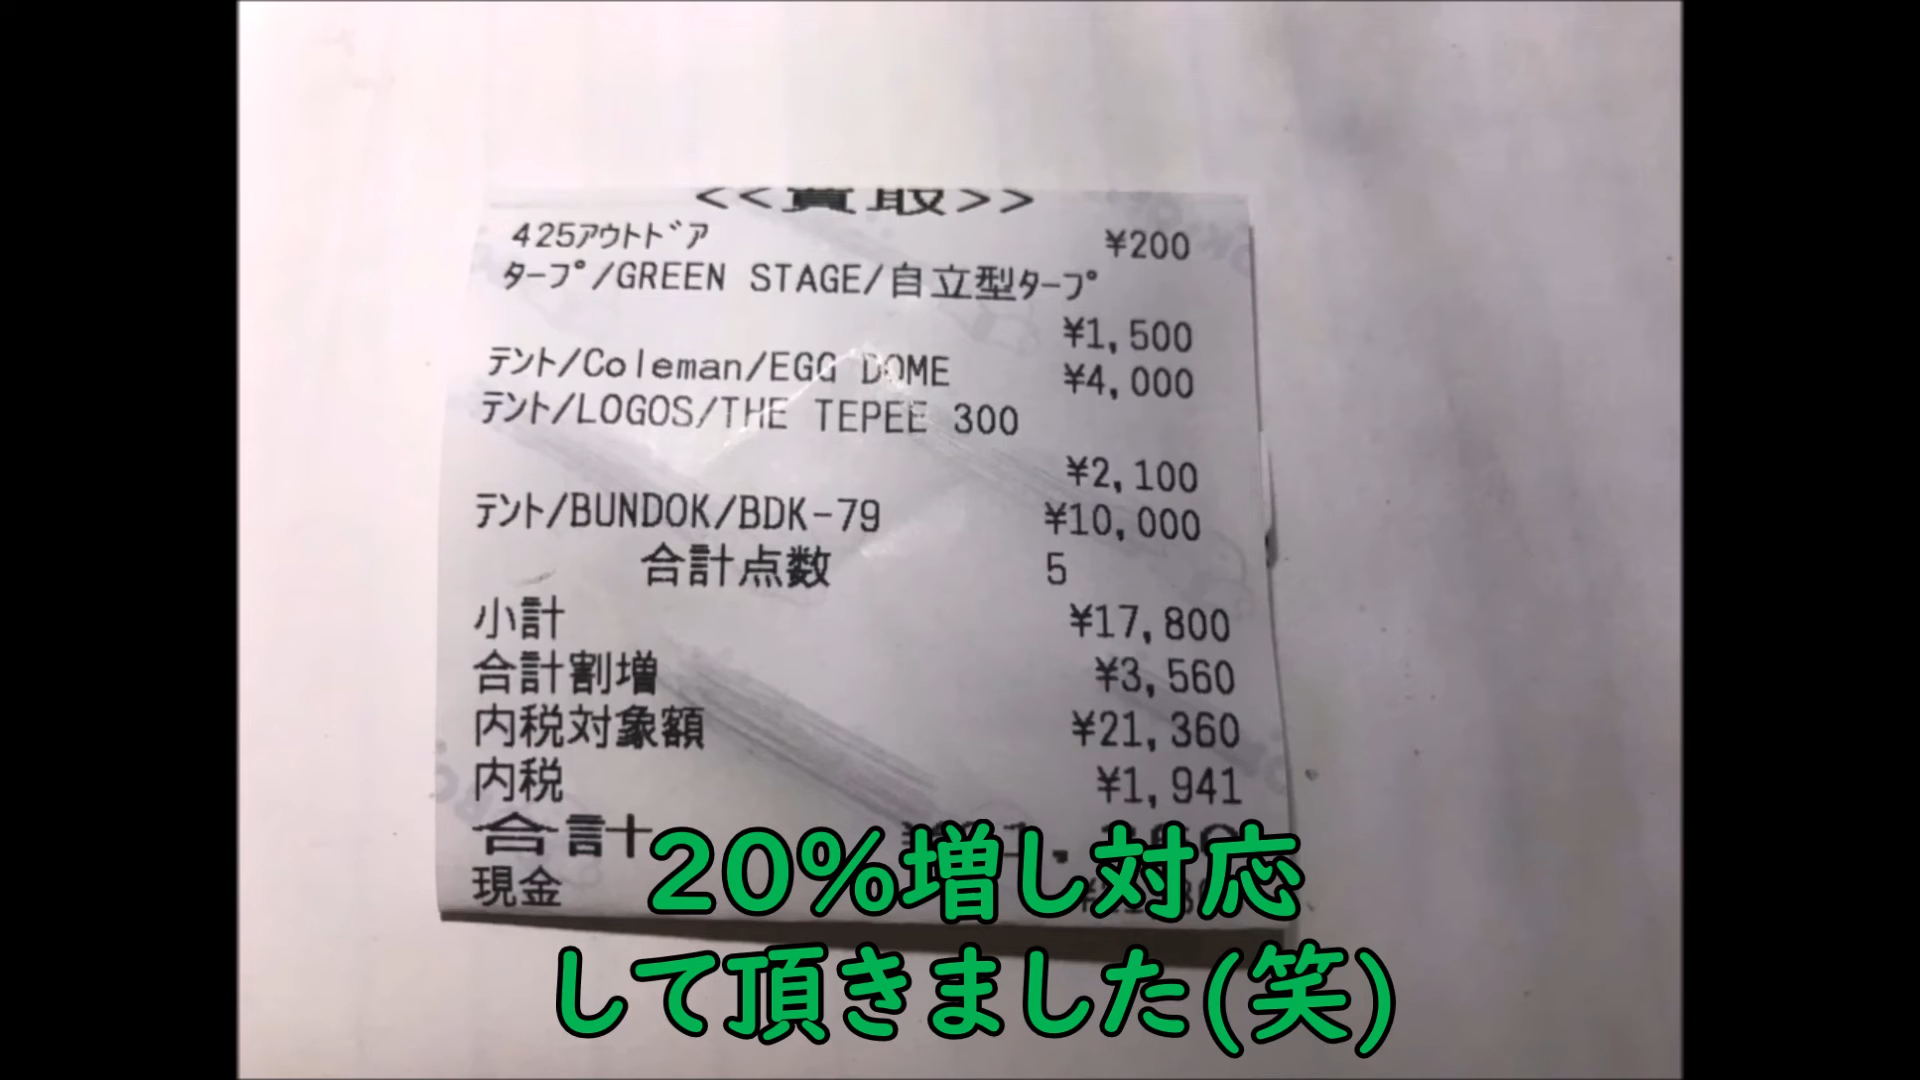 <<買取>>
425ｱｳﾄﾄﾞｱ ¥200
ﾀｰﾌﾟ/GREEN STAGE/自立型ﾀｰﾌﾟ
¥1,500
ﾃﾝﾄ/Coleman/EGG DOME ¥4,000
ﾃﾝﾄ/LOGOS/THE TEPEE 300
¥2,100
ﾃﾝﾄ/BUNDOK/BDK-79 ¥10,000
合計点数 5
小計 ¥17,800
合計割増 ¥3,560
内税対象額 ¥21,360
内税 ¥1,941
合計
現金
20%増し対応
して頂きました(笑)